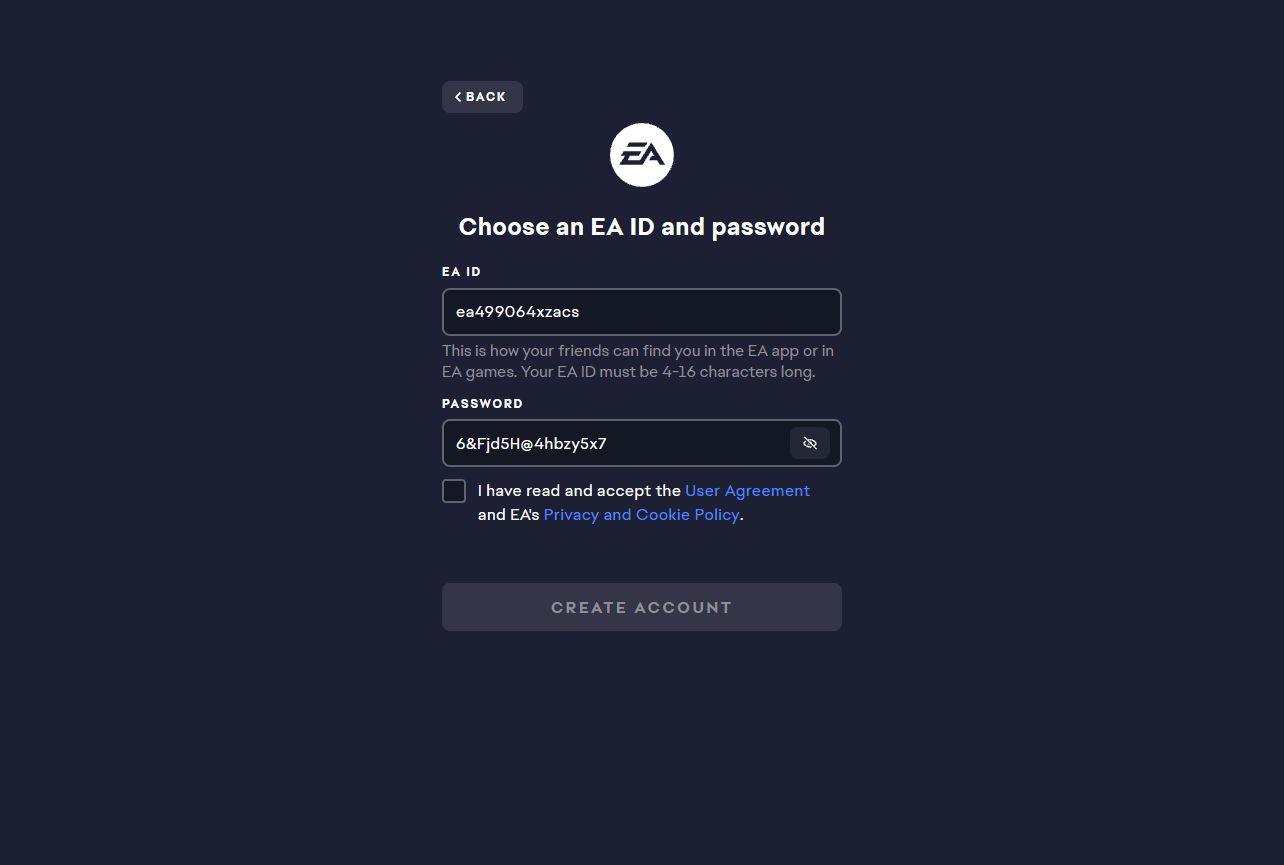 BACK
EA
Choose an EA ID and password
EA ID
ea499064xzacs
This is how your friends can find you in the EA app or in
EA games. Your EA ID must be 4-16 characters long.
PASSWORD
6&Fjd5H@4hbzy5x7
I have read and accept the User Agreement
and EA's Privacy and Cookie Policy.
CREATE ACCOUNT